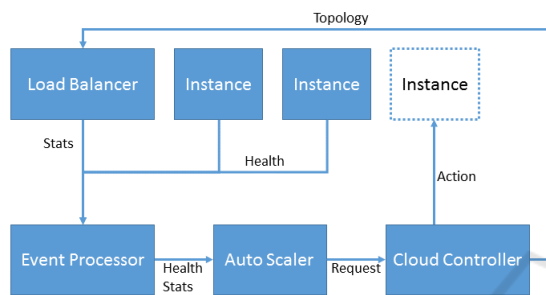 Topology
Load Balancer
Instance
Instance
Instance
Stats
Health
Action
Event Processor
Health
Stats
Auto Scaler
Request
Cloud Controller